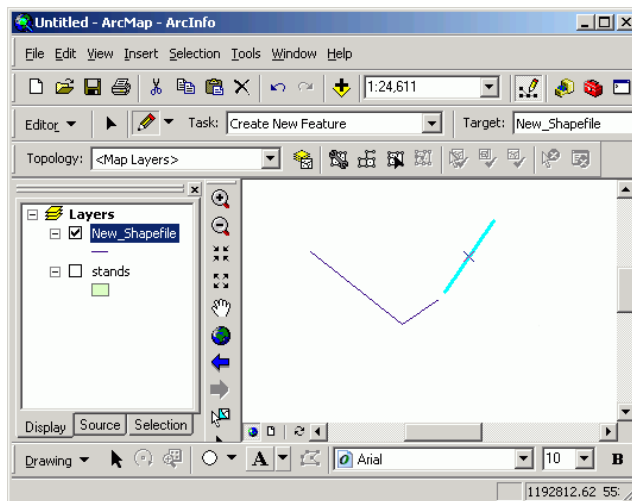 Untitled - ArcMap - ArcInfo
File Edit View Insert Selection Tools Window Help
1:24,611
Editor Task: Create New Feature Target: New_Shapefile
Topology: <Map Layers>
Layers
New_Shapefile
stands
Display Source Selection
Drawing A Arial 10 B
1192812.62 55: